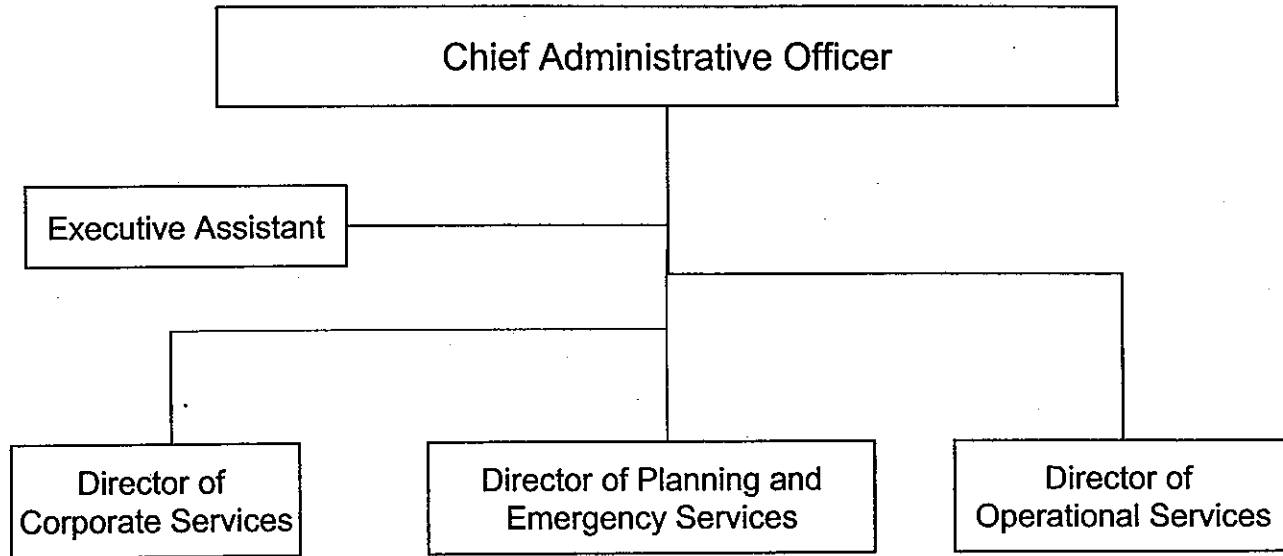 Chief Administrative Officer
Executive Assistant
Director of
Corporate Services
Director of Planning and
Emergency Services
Director of
Operational Services